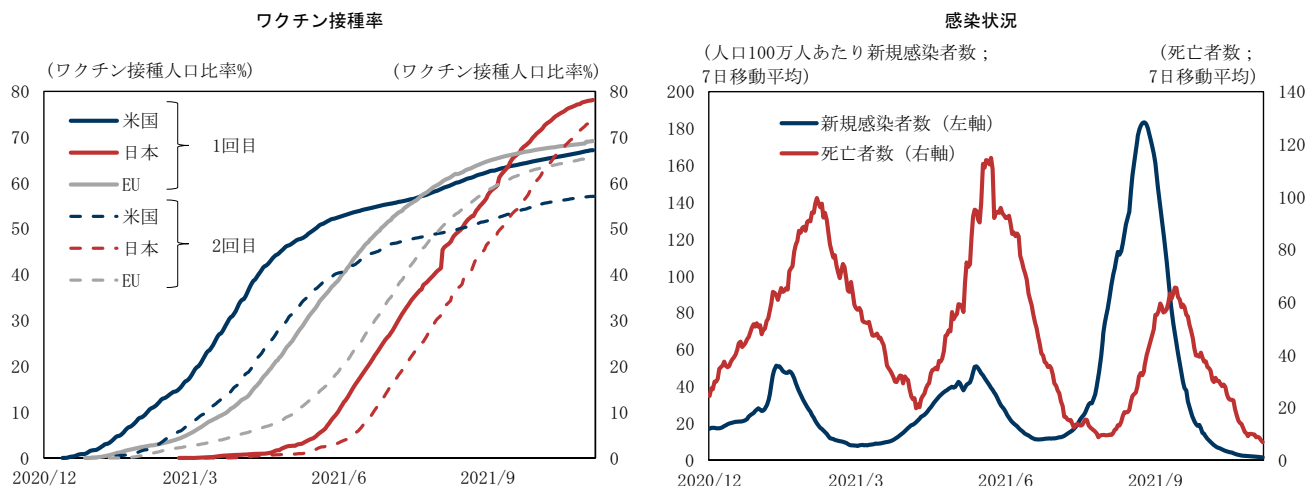 ワクチン接種率
(ワクチン接種人口比率%)
(ワクチン接種人口比率%)
80
70
60
50
40
30
20
10
0
80
70
60
50
40
30
20
10
0
米国
日本
EU
1回目
米国
日本
EU
2回目
2020/12
2021/3
2021/6
2021/9
感染状況
(人口100万人あたり新規感染者数；
7日移動平均)
(死亡者数；
7日移動平均)
200
180
160
140
120
100
80
60
40
20
0
140
120
100
80
60
40
20
0
新規感染者数（左軸）
死亡者数（右軸）
2020/12
2021/3
2021/6
2021/9